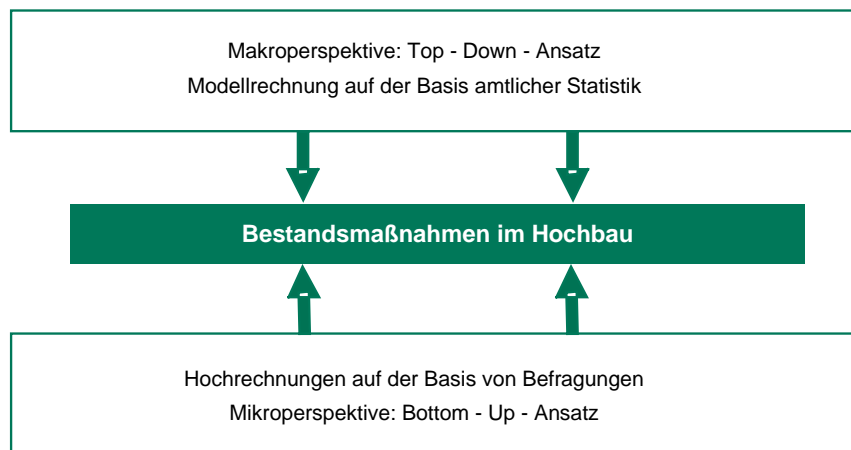 Makroperspektive: Top - Down - Ansatz
Modellrechnung auf der Basis amtlicher Statistik
Bestandsmaßnahmen im Hochbau
Hochrechnungen auf der Basis von Befragungen
Mikroperspektive: Bottom - Up - Ansatz